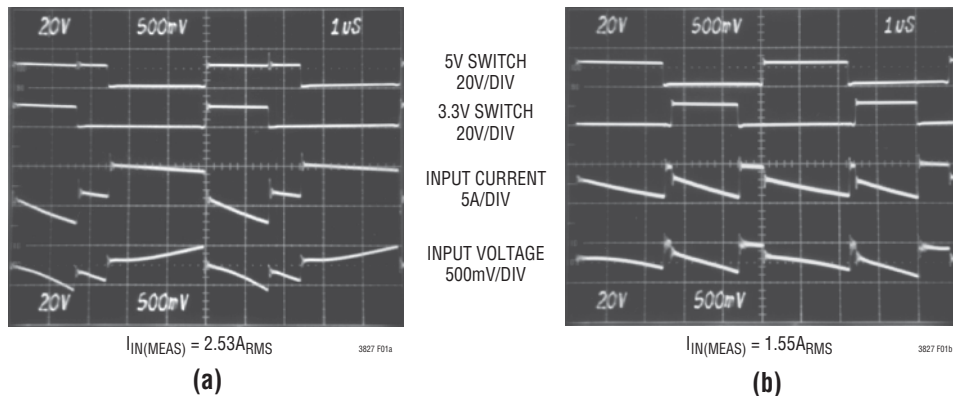 20V 500mV 1uS
5V SWITCH
20V/DIV
3.3V SWITCH
20V/DIV
INPUT CURRENT
5A/DIV
INPUT VOLTAGE
500mV/DIV
20V 500mV
IIN(MEAS) = 2.53ARMS
3827 F01a
(a)
20V 500mV 1uS
20V 500mV
IIN(MEAS) = 1.55ARMS
3827 F01b
(b)